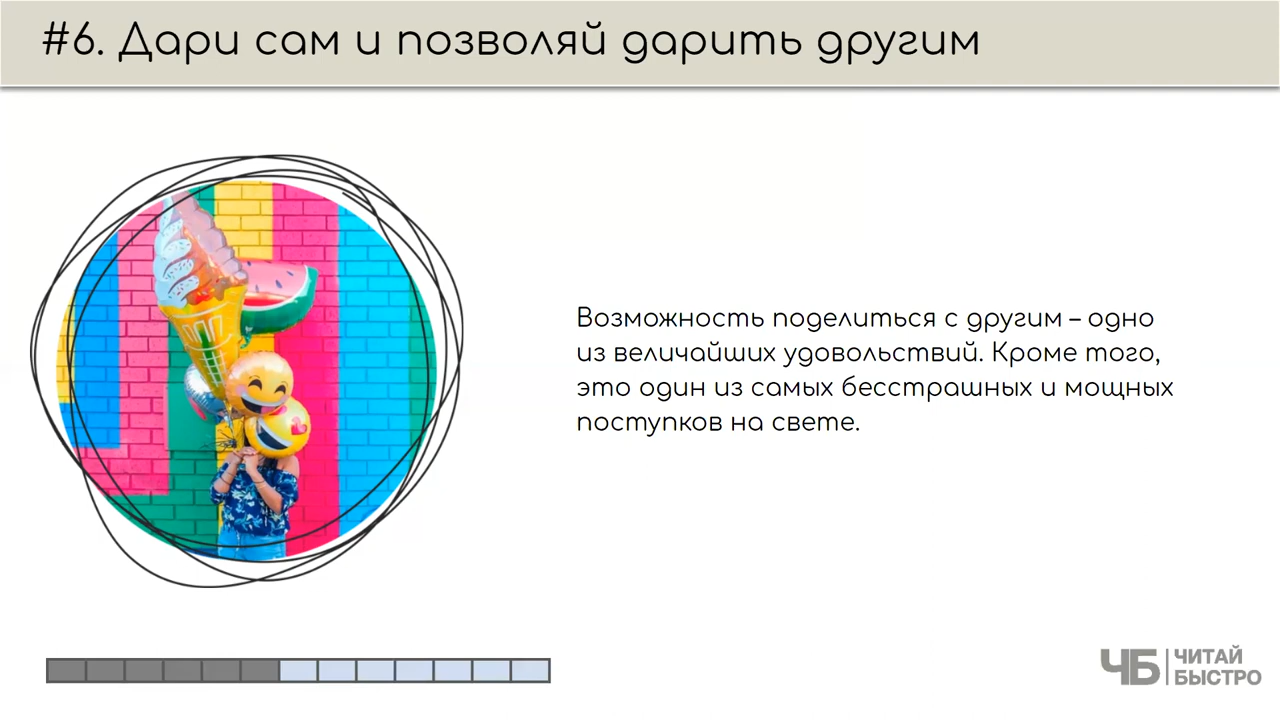 #6. Дари сам и позволяй дарить другим
Возможность поделиться с другим – одно
из величайших удовольствий. Кроме того,
это один из самых бесстрашных и мощных
поступков на свете.
ЧБ ЧИТАЙ
БЫСТРО